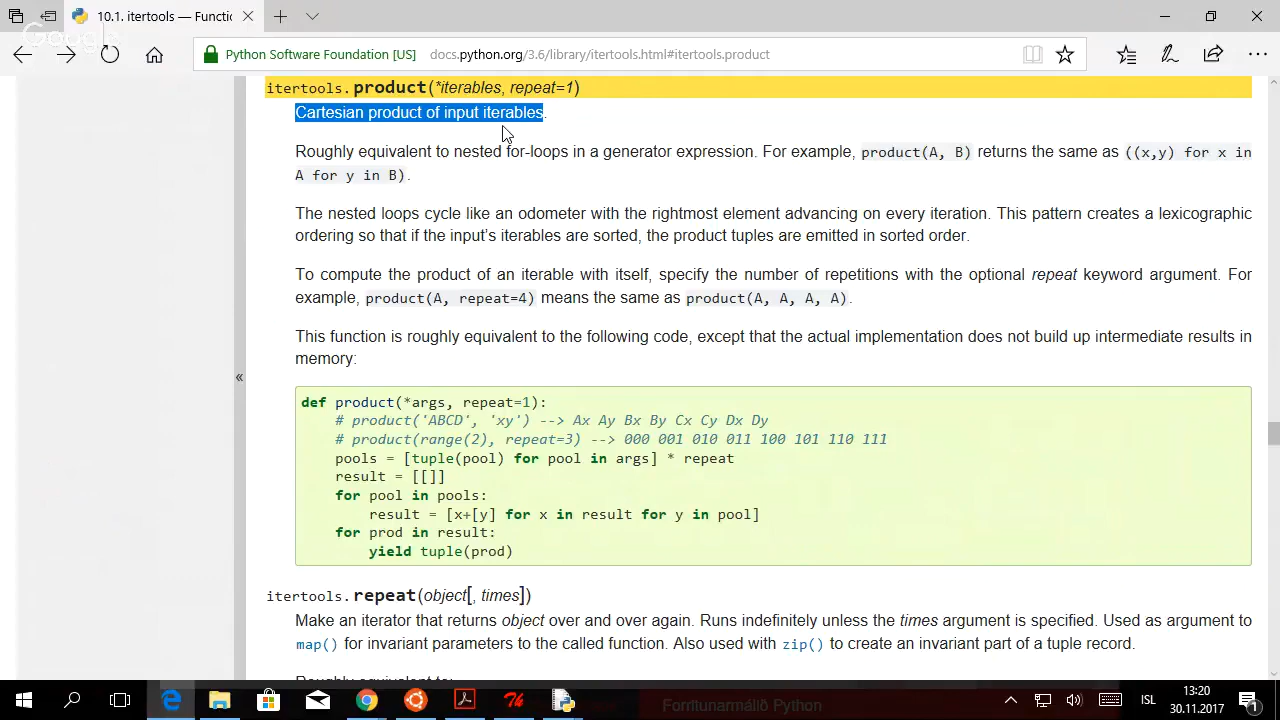 10.1. itertools — Functi
Google
Python Software Foundation [US]
docs.python.org/3.6/library/itertools.html#itertools.product
itertools.product(*iterables, repeat=1)
Cartesian product of input iterables.
Roughly equivalent to nested for-loops in a generator expression. For example, product(A, B) returns the same as ((x,y) for x in
A for y in B).
The nested loops cycle like an odometer with the rightmost element advancing on every iteration. This pattern creates a lexicographic
ordering so that if the input's iterables are sorted, the product tuples are emitted in sorted order.
To compute the product of an iterable with itself, specify the number of repetitions with the optional repeat keyword argument. For
example, product(A, repeat=4) means the same as product(A, A, A, A).
This function is roughly equivalent to the following code, except that the actual implementation does not build up intermediate results in
memory:
«
def product(*args, repeat=1):
# product('ABCD', 'xy') --> Ax Ay Bx By Cx Cy Dx Dy
# product(range(2), repeat=3) --> 000 001 010 011 100 101 110 111
pools = [tuple(pool) for pool in args] * repeat
result = [[]]
for pool in pools:
result = [x+[y] for x in result for y in pool]
for prod in result:
yield tuple(prod)
itertools.repeat(object[, times])
Make an iterator that returns object over and over again. Runs indefinitely unless the times argument is specified. Used as argument to
map() for invariant parameters to the called function. Also used with zip() to create an invariant part of a tuple record.
Roughly equivalent to:
Forritunarmálið Python
ISL
13:20
30.11.2017
1